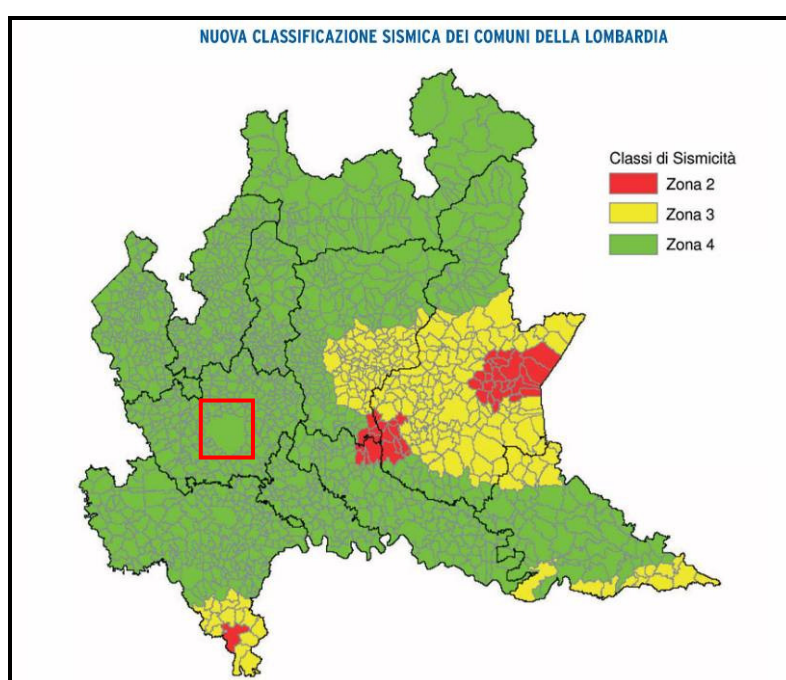 NUOVA CLASSIFICAZIONE SISMICA DEI COMUNI DELLA LOMBARDIA
Classi di Sismicità
Zona 2
Zona 3
Zona 4